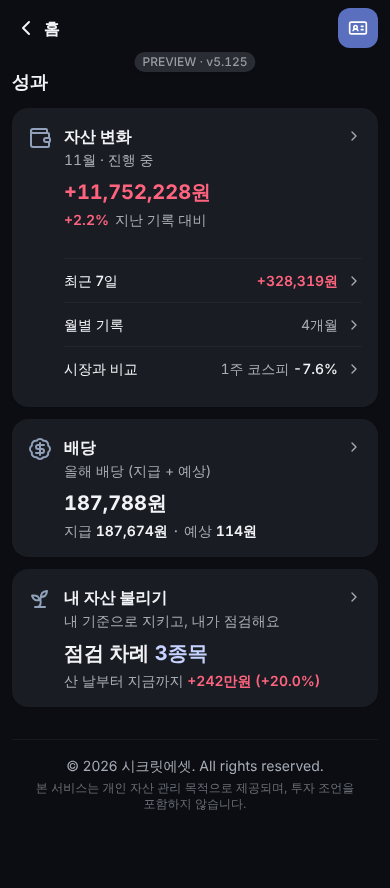 홈
PREVIEW · v5.125
성과
자산 변화
11월 · 진행 중
+11,752,228원
+2.2% 지난 기록 대비
최근 7일 +328,319원
월별 기록 4개월
시장과 비교 1주 코스피 -7.6%
배당
올해 배당 (지급 + 예상)
187,788원
지급 187,674원 · 예상 114원
내 자산 불리기
내 기준으로 지키고, 내가 점검해요
점검 차례 3종목
산 날부터 지금까지 +242만원 (+20.0%)
© 2026 시크릿에셋. All rights reserved.
본 서비스는 개인 자산 관리 목적으로 제공되며, 투자 조언을
포함하지 않습니다.